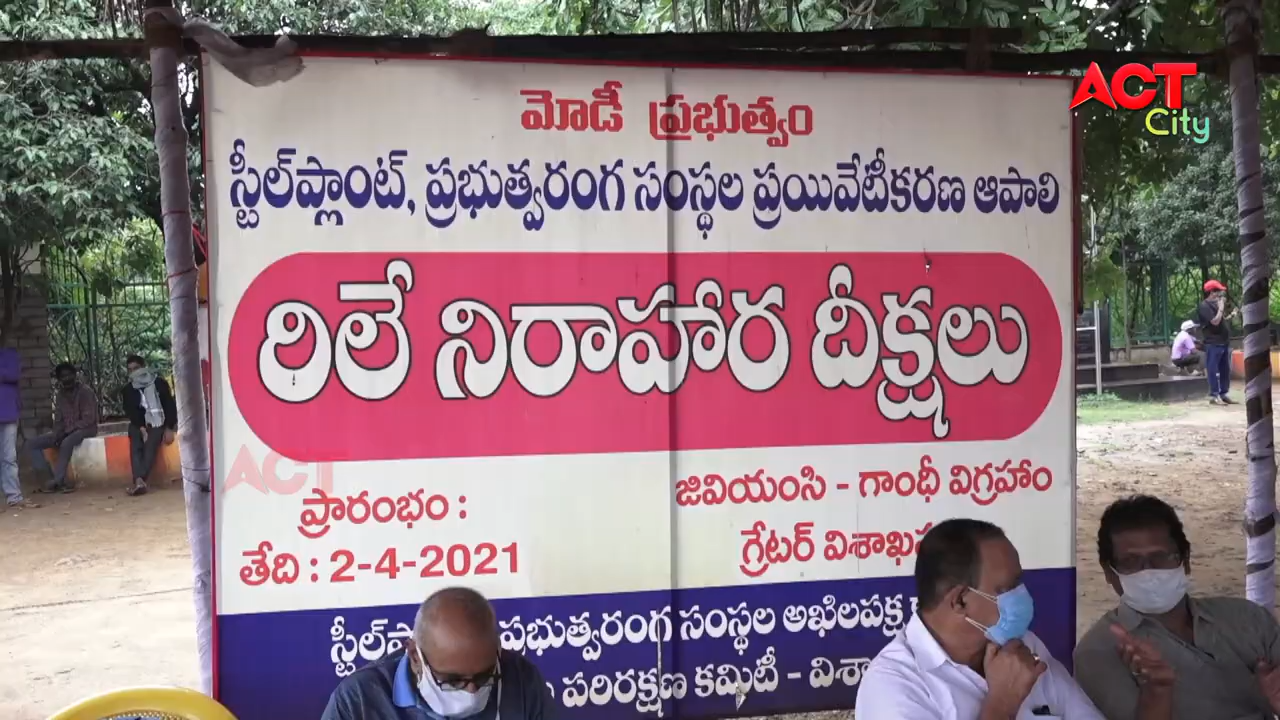 ACT
City
మోడీ ప్రభుత్వం
స్టీల్‌ప్లాంట్, ప్రభుత్వరంగ సంస్థల ప్రయివేటీకరణ ఆపాలి
రిలే నిరాహార దీక్షలు
ACT
ప్రారంభం :
తేది : 2-4-2021
జివియంసి - గాంధీ విగ్రహాం
గ్రేటర్
ప్రభుత్వరంగ సంస్థల అఖిలపక్ష
పరిరక్షణ కమిటీ -